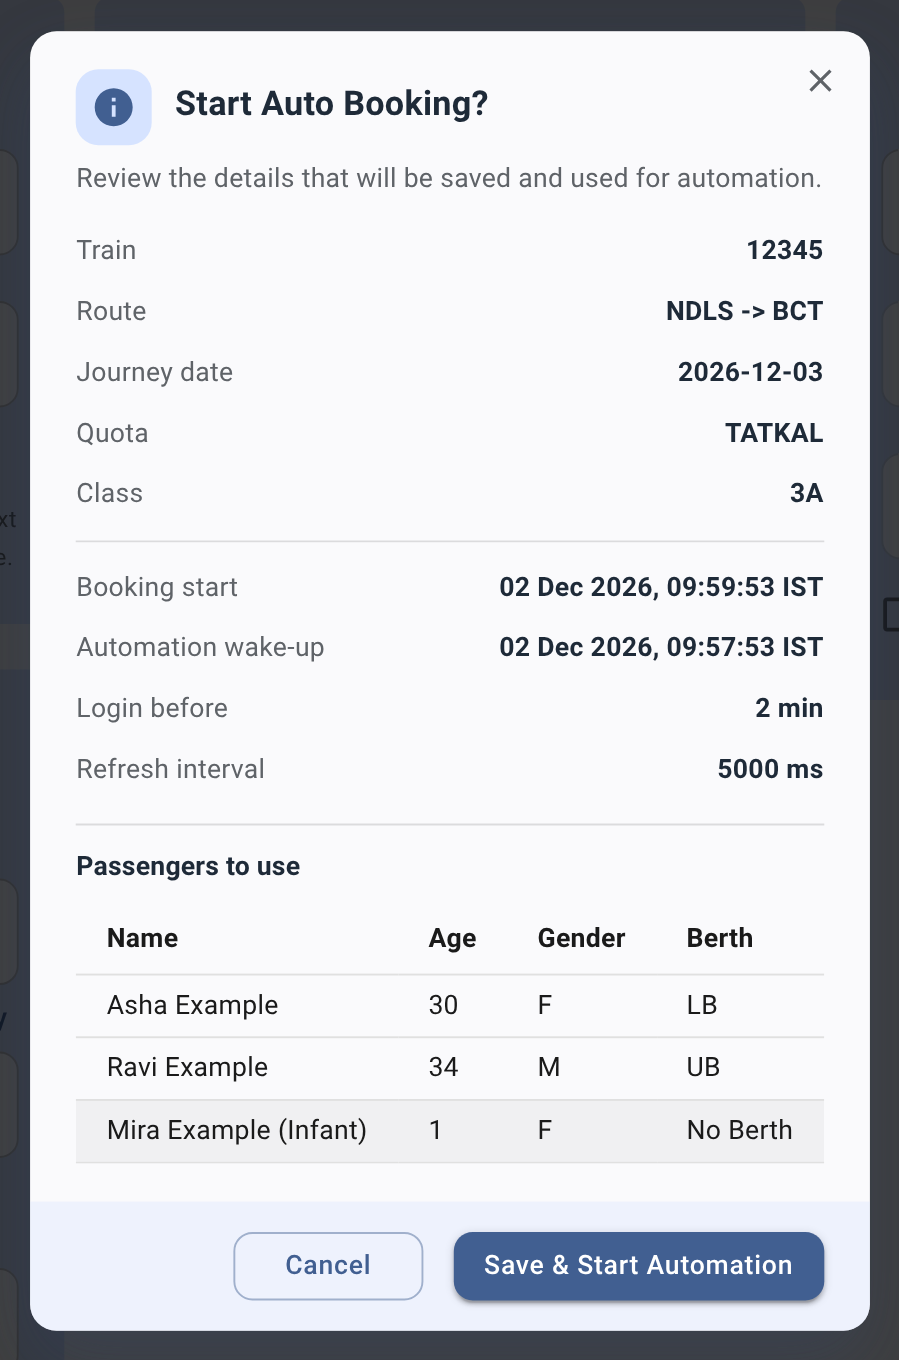 Start Auto Booking?
Review the details that will be saved and used for automation.
Train 12345
Route NDLS -> BCT
Journey date 2026-12-03
Quota TATKAL
Class 3A
xt
e.
Booking start 02 Dec 2026, 09:59:53 IST
Automation wake-up 02 Dec 2026, 09:57:53 IST
Login before 2 min
Refresh interval 5000 ms
Passengers to use
Name Age Gender Berth
Asha Example 30 F LB
y
Ravi Example 34 M UB
Mira Example (Infant) 1 F No Berth
Cancel Save & Start Automation